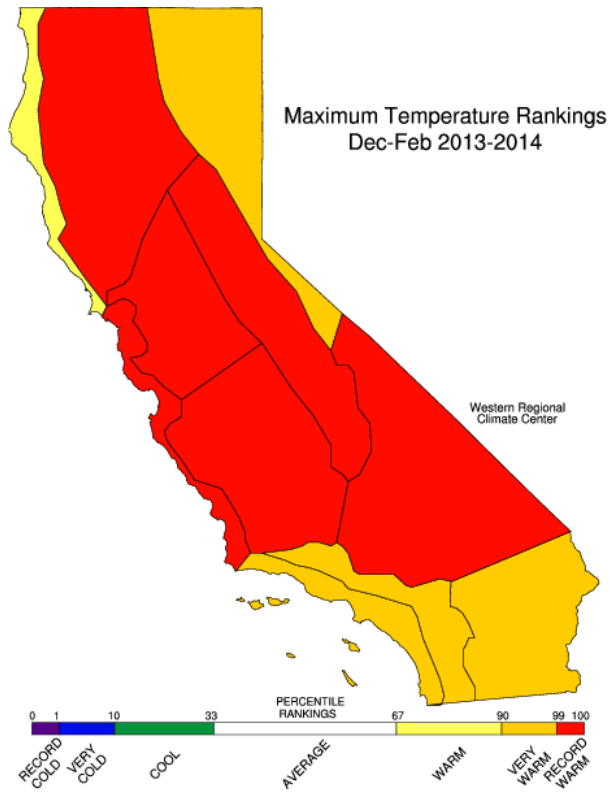 Maximum Temperature Rankings
Dec-Feb 2013-2014
Western Regional
Climate Center
PERCENTILE
RANKINGS
0 1 10 33 67 90 99 100
RECORD
COLD
VERY
COLD
COOL
AVERAGE
WARM
VERY
WARM
RECORD
WARM